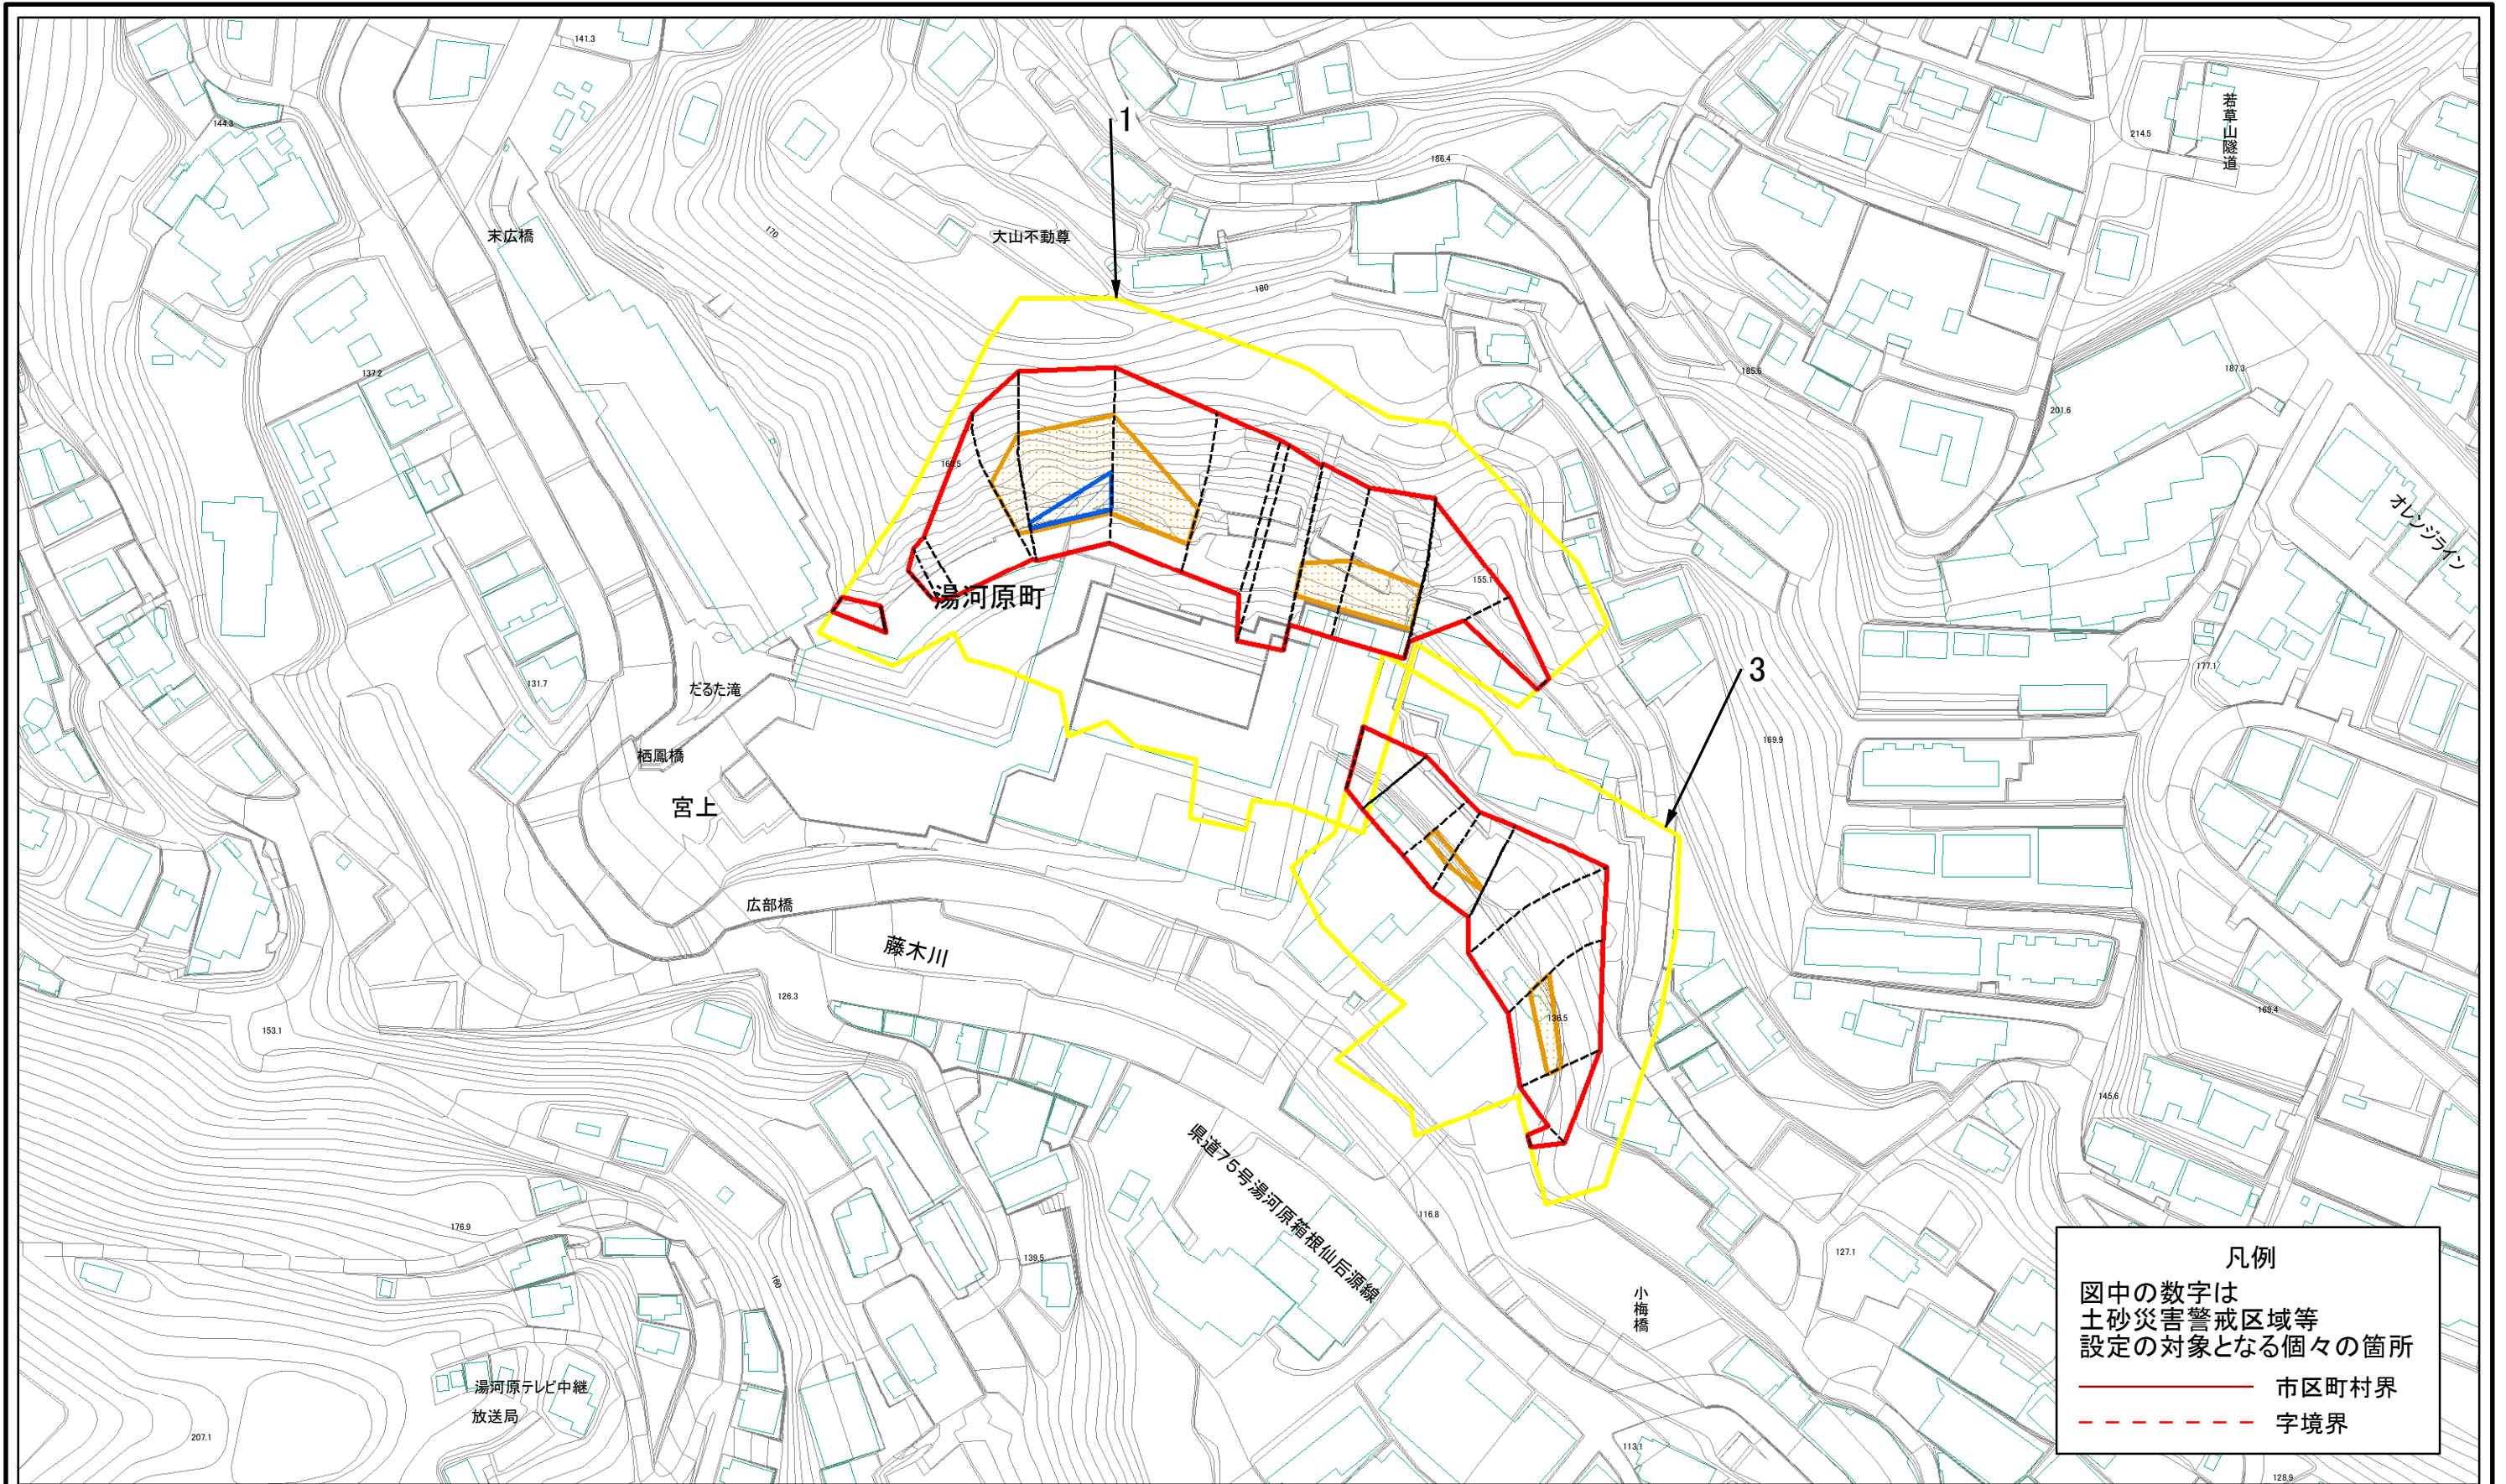 141.3
144.3
1
若草山隧道
214.5
186.4
末広橋
170
大山不動尊
180
137.2
185.6
187.3
201.6
オレンジライン
155.1
湯河原町
3
177.1
131.7
だるた滝
栖鳳橋
169.9
宮上
広部橋
藤木川
126.3
153.1
136.5
169.4
145.6
県道75号湯河原箱根仙石原線
116.8
176.9
139.5
160
127.1
小梅橋
湯河原テレビ中継
放送局
207.1
113.1
128.9
凡例
図中の数字は
土砂災害警戒区域等
設定の対象となる個々の箇所
市区町村界
字境界